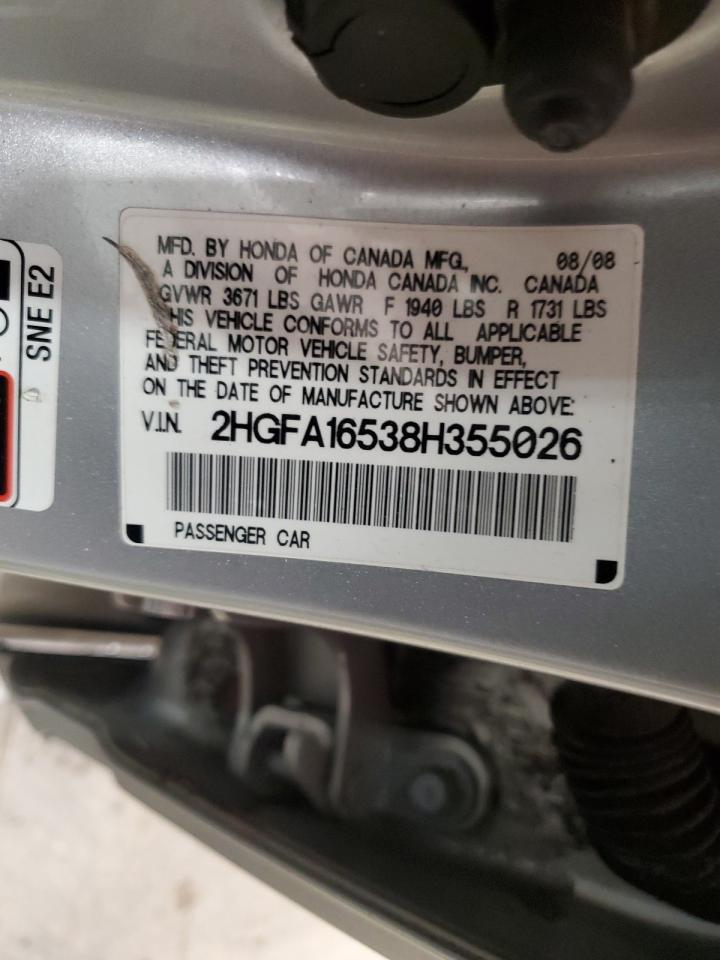 MFD. BY HONDA OF CANADA MFG., 08/08
A DIVISION OF HONDA CANADA INC. CANADA
GVWR 3671 LBS GAWR F 1940 LBS R 1731 LBS
THIS VEHICLE CONFORMS TO ALL APPLICABLE
FEDERAL MOTOR VEHICLE SAFETY, BUMPER,
AND THEFT PREVENTION STANDARDS IN EFFECT
ON THE DATE OF MANUFACTURE SHOWN ABOVE:
V.I.N. 2HGFA16538H355026
PASSENGER CAR
SNE E2